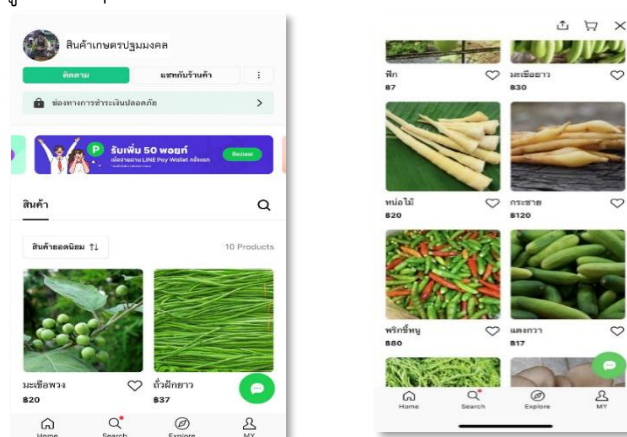 สินค้าเกษตรปฐมมงคล
ติดตาม
แชทกับร้านค้า
ช่องทางการชำระเงินปลอดภัย
รับเพิ่ม 50 พอยท์
สินค้า
สินค้ายอดนิยม ↑↓
10 Products
มะเขือพวง
฿20
ถั่วฝักยาว
฿37
Home
Search
Explore
MY
ฟัก
฿7
มะเขือยาว
฿30
หน่อไม้
฿20
กระชาย
฿120
พริกขี้หนู
฿80
แตงกวา
฿17
Home
Search
Explore
MY